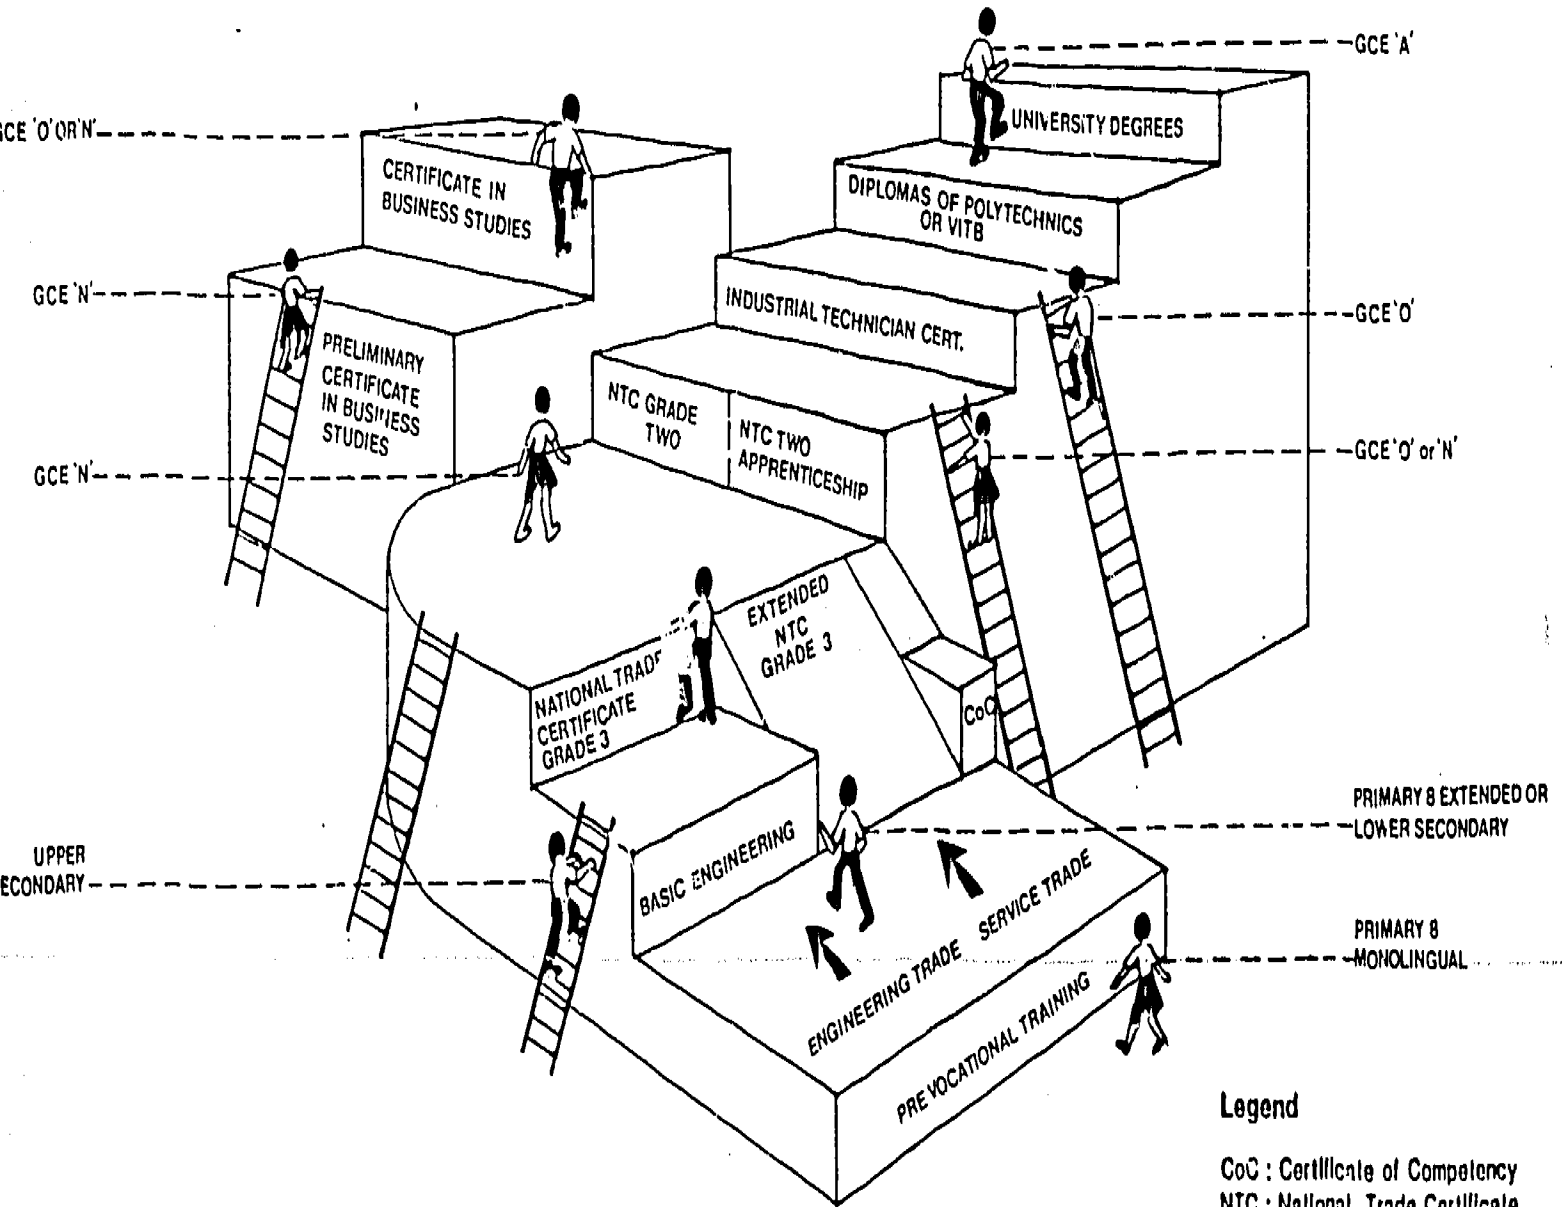 GCE 'A'
UNIVERSITY DEGREES
GCE 'O' OR 'N'
CERTIFICATE IN
BUSINESS STUDIES
DIPLOMAS OF POLYTECHNICS
OR VITB
GCE 'N'
INDUSTRIAL TECHNICIAN CERT.
GCE 'O'
PRELIMINARY
CERTIFICATE
IN BUSINESS
STUDIES
NTC GRADE
TWO
NTC TWO
APPRENTICESHIP
GCE 'O' or 'N'
GCE 'N'
EXTENDED
NTC
GRADE 3
NATIONAL TRADE
CERTIFICATE
GRADE 3
CoC
PRIMARY 8 EXTENDED OR
LOWER SECONDARY
UPPER
ECONDARY
BASIC ENGINEERING
SERVICE TRADE
ENGINEERING TRADE
PRIMARY 8
MONOLINGUAL
PREVOCATIONAL TRAINING
Legend
CoC : Certificate of Competency
NTC : National Trade Certificate